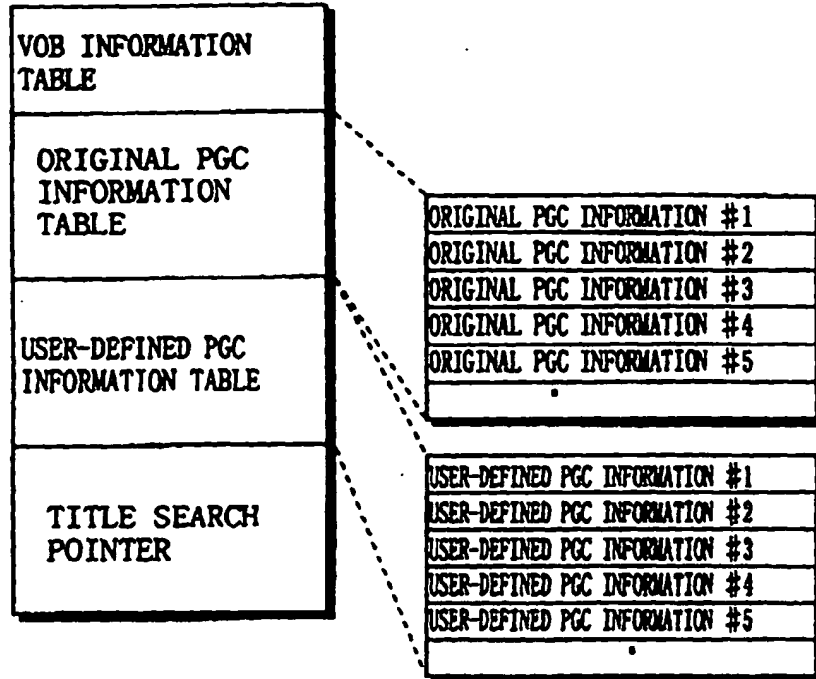 VOB INFORMATION
TABLE
ORIGINAL PGC
INFORMATION
TABLE
USER-DEFINED PGC
INFORMATION TABLE
TITLE SEARCH
POINTER
ORIGINAL PGC INFORMATION #1
ORIGINAL PGC INFORMATION #2
ORIGINAL PGC INFORMATION #3
ORIGINAL PGC INFORMATION #4
ORIGINAL PGC INFORMATION #5
USER-DEFINED PGC INFORMATION #1
USER-DEFINED PGC INFORMATION #2
USER-DEFINED PGC INFORMATION #3
USER-DEFINED PGC INFORMATION #4
USER-DEFINED PGC INFORMATION #5